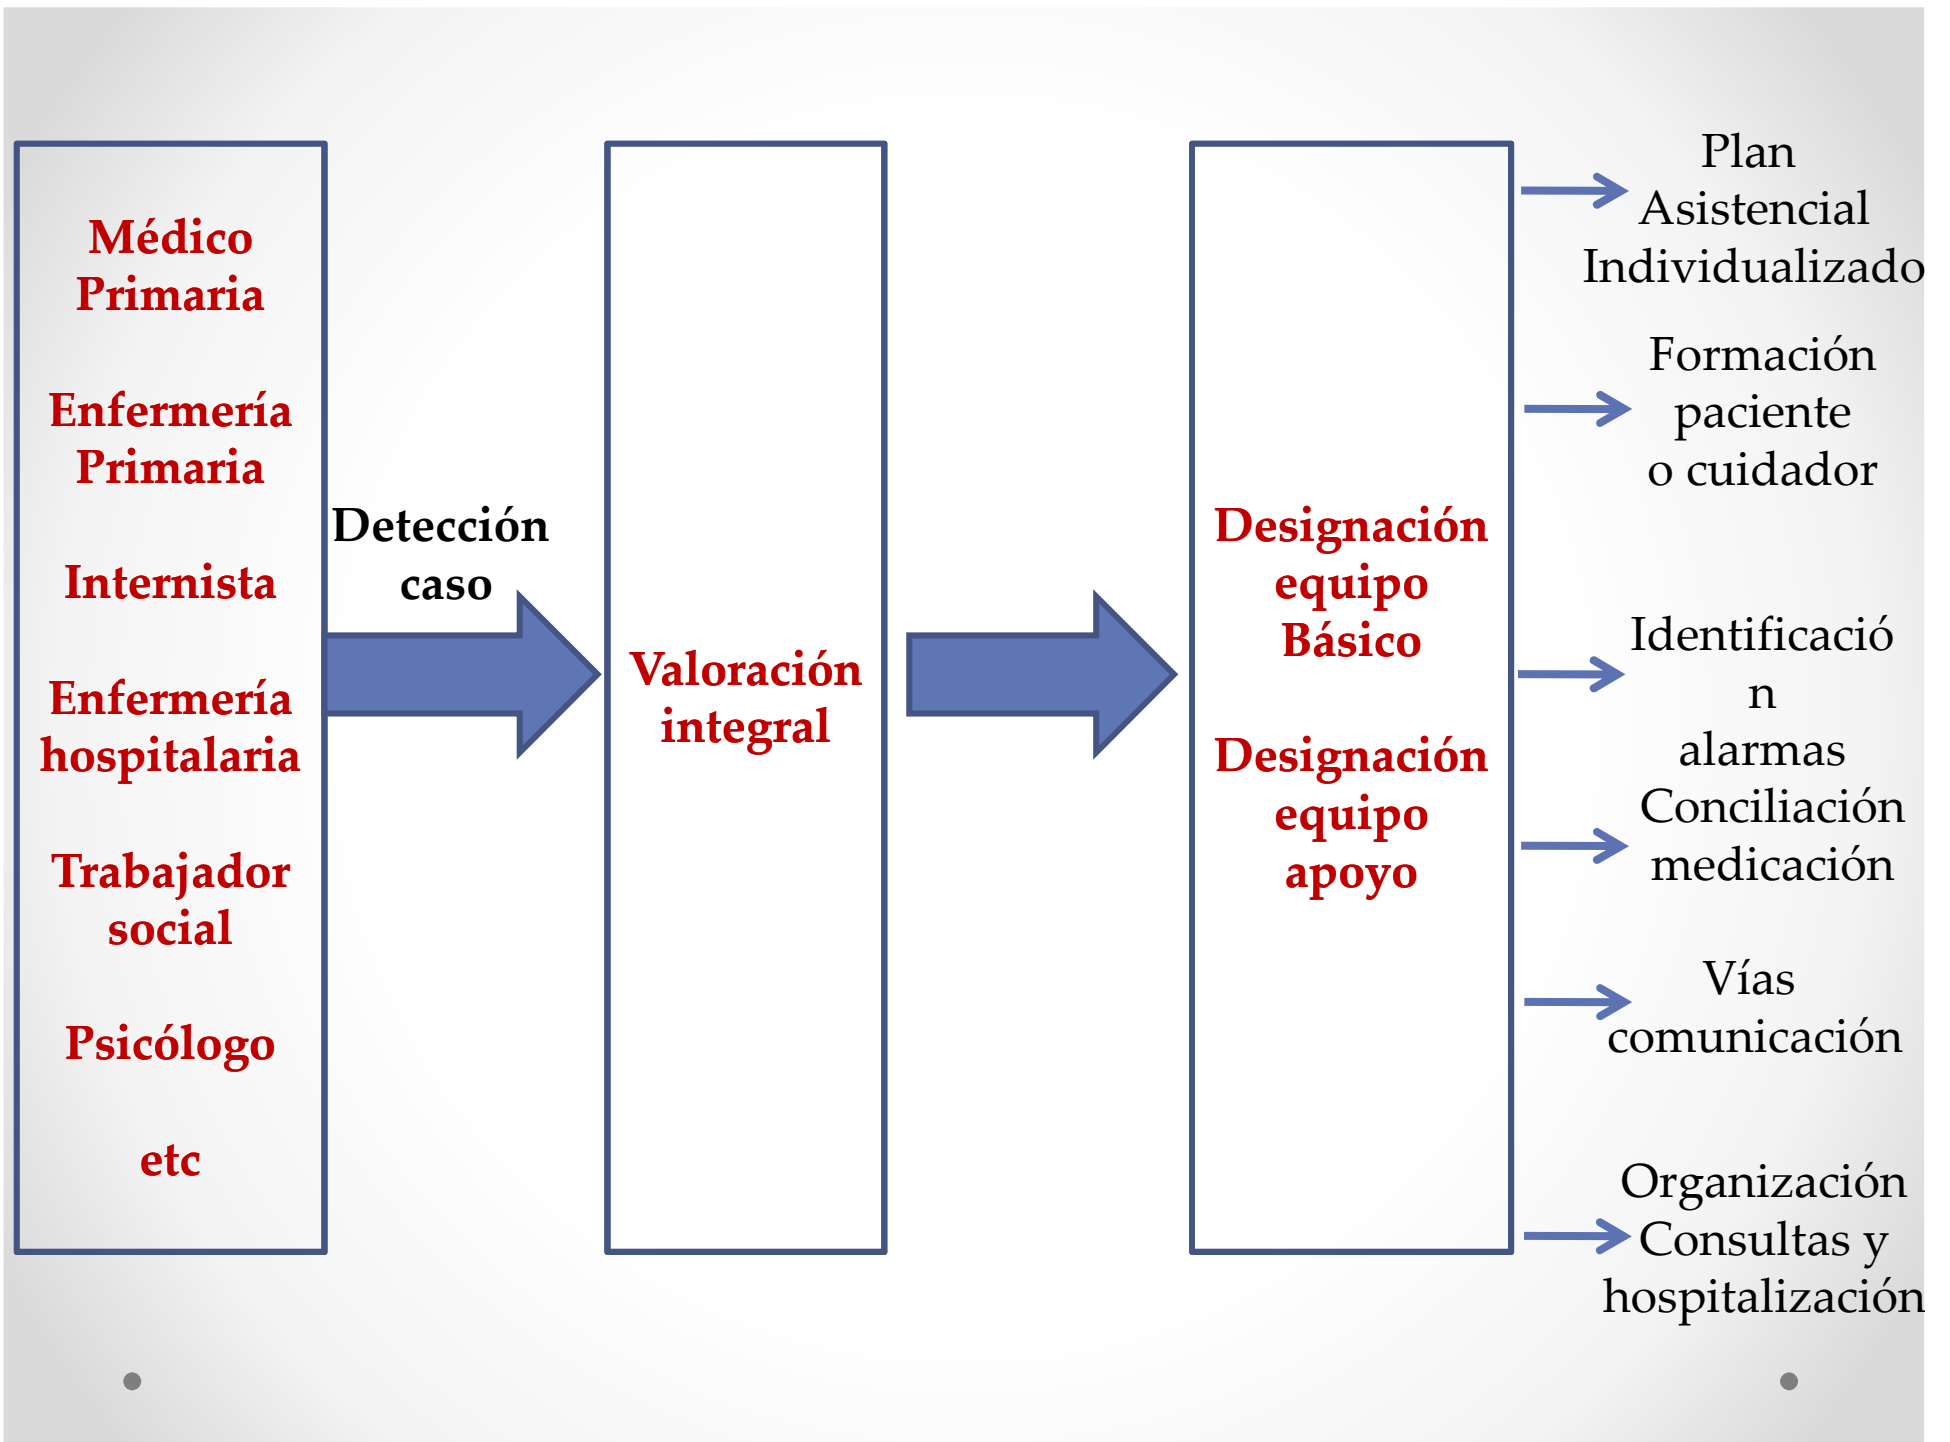 Médico
Primaria
Enfermería
Primaria
Internista
Enfermería
hospitalaria
Trabajador
social
Psicólogo
etc
Detección
caso
Valoración
integral
Designación
equipo
Básico
Designación
equipo
apoyo
Plan
Asistencial
Individualizado
Formación
paciente
o cuidador
Identificació
n
alarmas
Conciliación
medicación
Vías
comunicación
Organización
Consultas y
hospitalización